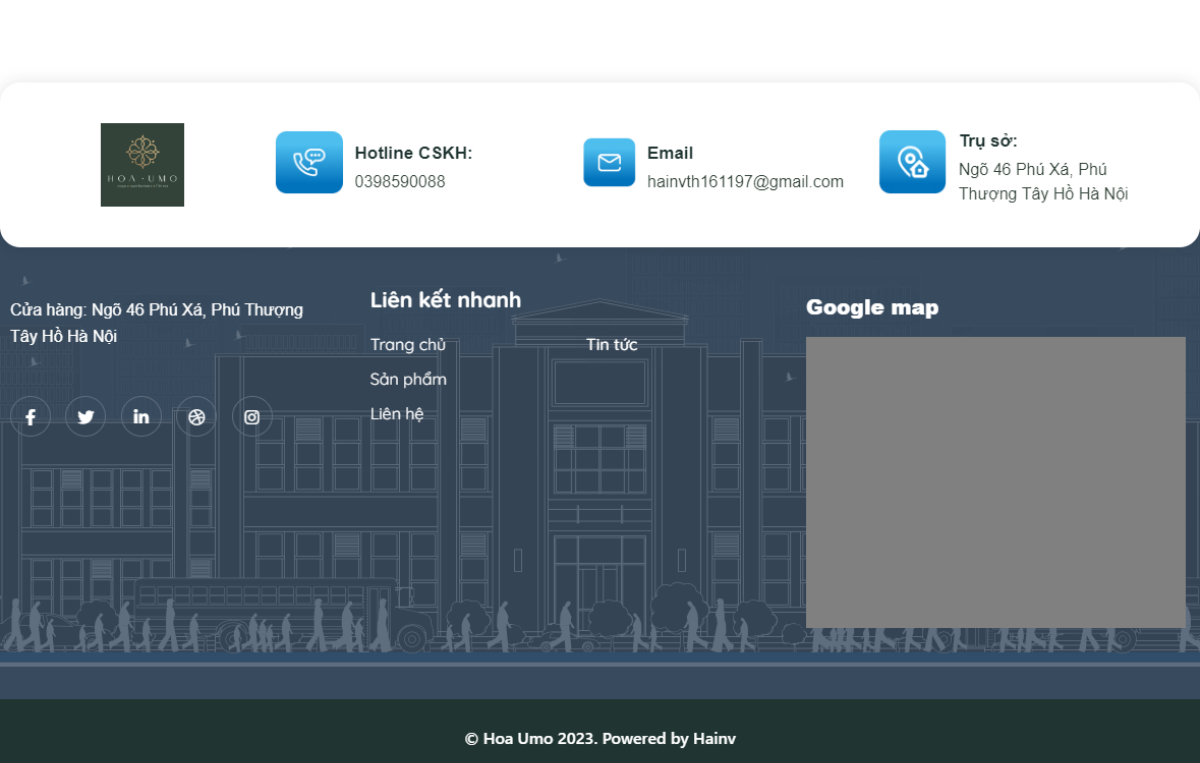 HOA - UMO
Hotline CSKH:
0398590088
Email
hainvth161197@gmail.com
Trụ sở:
Ngõ 46 Phú Xá, Phú
Thượng Tây Hồ Hà Nội
Cửa hàng: Ngõ 46 Phú Xá, Phú Thượng
Tây Hồ Hà Nội
Liên kết nhanh
Trang chủ
Tin tức
Sản phẩm
Liên hệ
Google map
© Hoa Umo 2023. Powered by Hainv